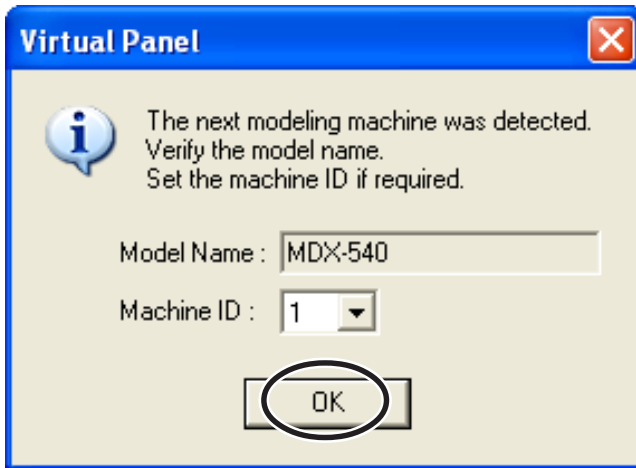 Virtual Panel
The next modeling machine was detected.
Verify the model name.
Set the machine ID if required.
Model Name : MDX-540
Machine ID : 1
OK